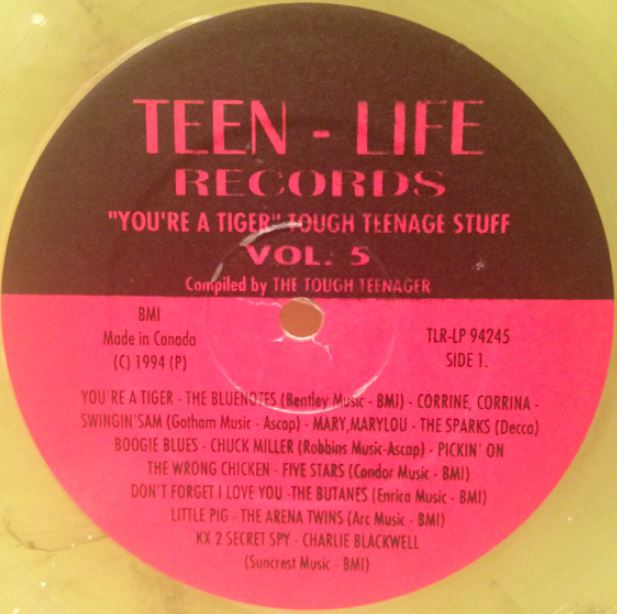 TEEN - LIFE
RECORDS
"YOU'RE A TIGER" TOUGH TEENAGE STUFF
VOL. 5
Compiled by THE TOUGH TEENAGER
BMI
Made in Canada
(C) 1994 (P)
TLR-LP 94245
SIDE 1.
YOU'RE A TIGER - THE BLUENOTES (Bentley Music - BMI) - CORRINE, CORRINA -
SWINGIN'SAM (Gotham Music - Ascap) - MARY,MARYLOU - THE SPARKS (Decca)
BOOGIE BLUES - CHUCK MILLER (Robbins Music-Ascap) - PICKIN' ON
THE WRONG CHICKEN - FIVE STARS (Condor Music - BMI)
DON'T FORGET I LOVE YOU -THE BUTANES (Enrica Music - BMI)
LITTLE PIG - THE ARENA TWINS (Arc Music - BMI)
KX 2 SECRET SPY - CHARLIE BLACKWELL
(Suncrest Music - BMI)